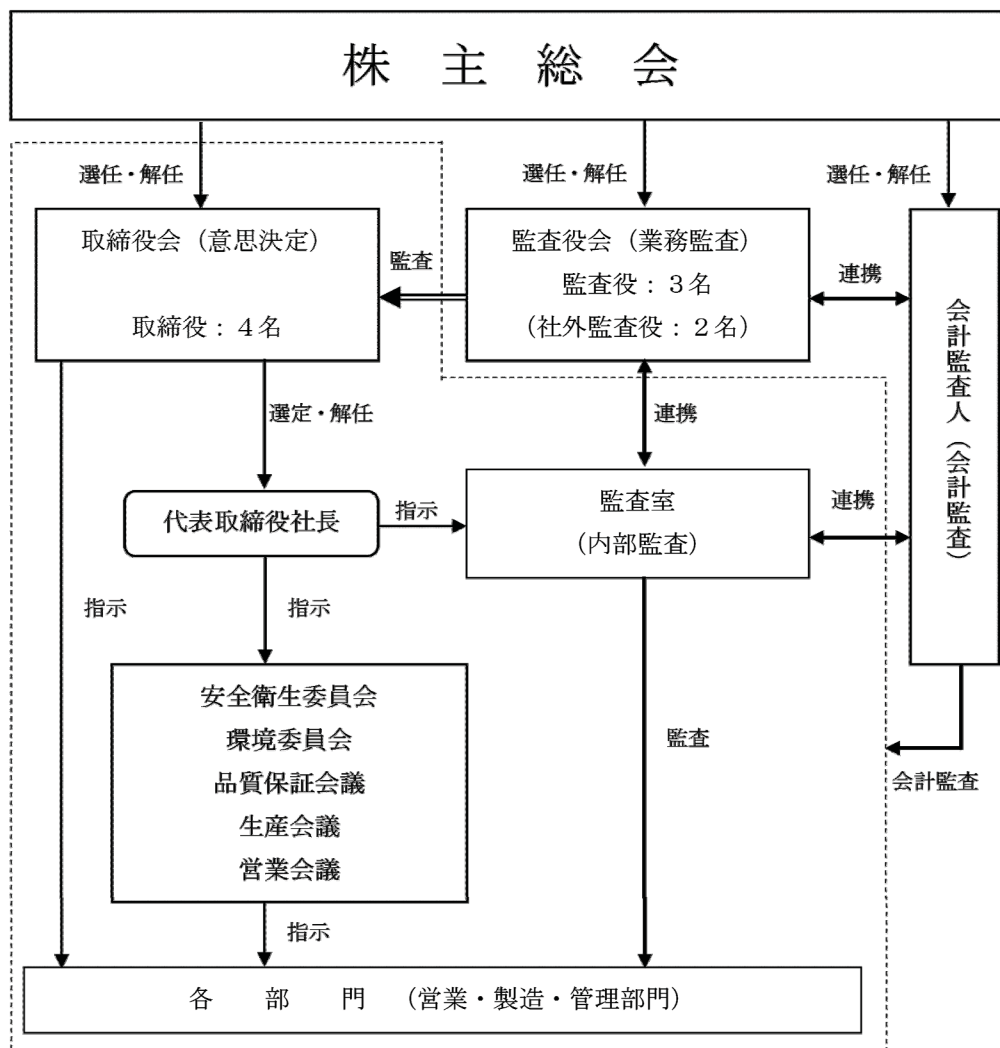 株 主 総 会
選任・解任
選任・解任
選任・解任
取締役会（意思決定）
取締役：４名
監査
監査役会（業務監査）
監査役：３名
（社外監査役：２名）
連携
会計監査人（会計監査）
選定・解任
連携
代表取締役社長
指示
監査室
（内部監査）
連携
指示
指示
安全衛生委員会
環境委員会
品質保証会議
生産会議
営業会議
監査
会計監査
指示
各 部 門 （営業・製造・管理部門）